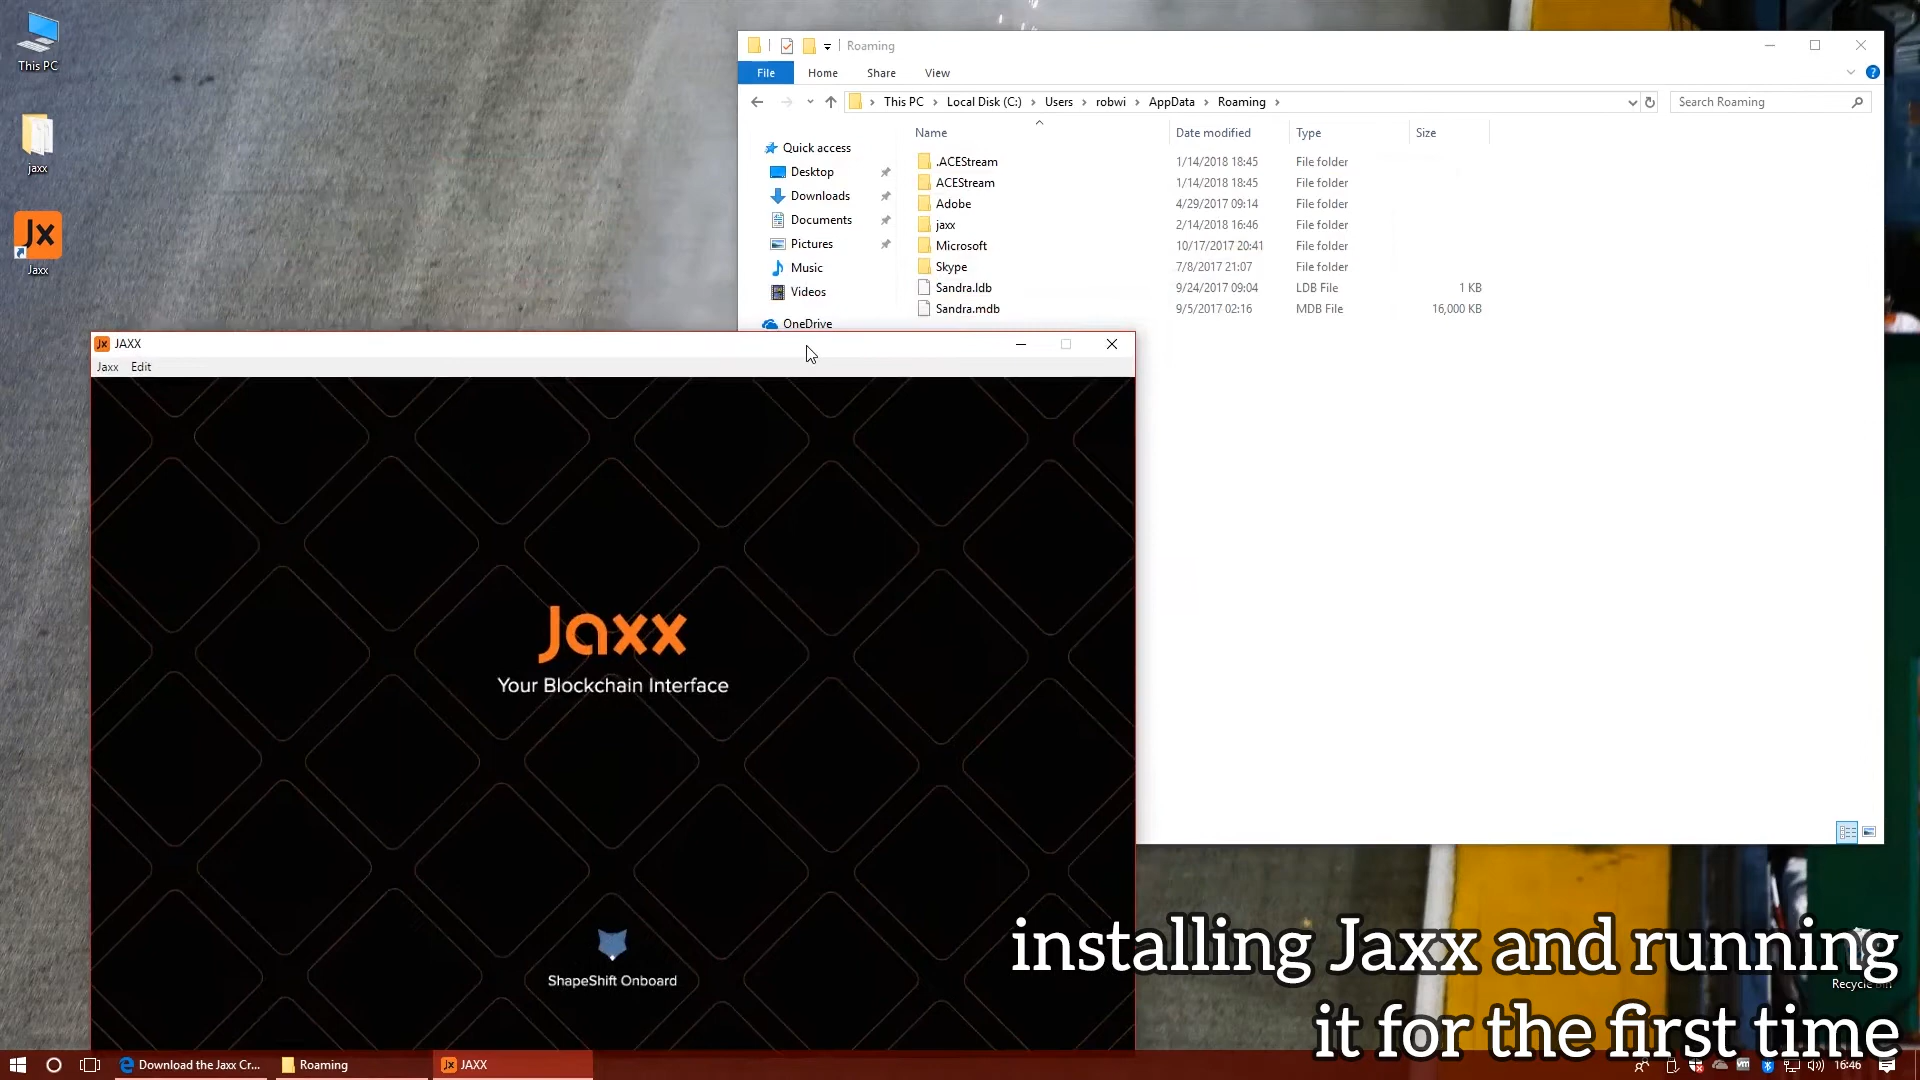 This PC
jaxx
Jx
Jaxx
Roaming
File Home Share View
This PC Local Disk (C:) Users robwi AppData Roaming
Search Roaming
Name Date modified Type Size
Quick access
Desktop
Downloads
Documents
Pictures
Music
Videos
OneDrive
.ACEStream 1/14/2018 18:45 File folder
ACEStream 1/14/2018 18:45 File folder
Adobe 4/29/2017 09:14 File folder
jaxx 2/14/2018 16:46 File folder
Microsoft 10/17/2017 20:41 File folder
Skype 7/8/2017 21:07 File folder
Sandra.ldb 9/24/2017 09:04 LDB File 1 KB
Sandra.mdb 9/5/2017 02:16 MDB File 16,000 KB
Jx JAXX
Jaxx Edit
Jaxx
Your Blockchain Interface
ShapeShift Onboard
installing Jaxx and running
it for the first time
Recycle Bin
Download the Jaxx Cr... Roaming Jx JAXX 16:46